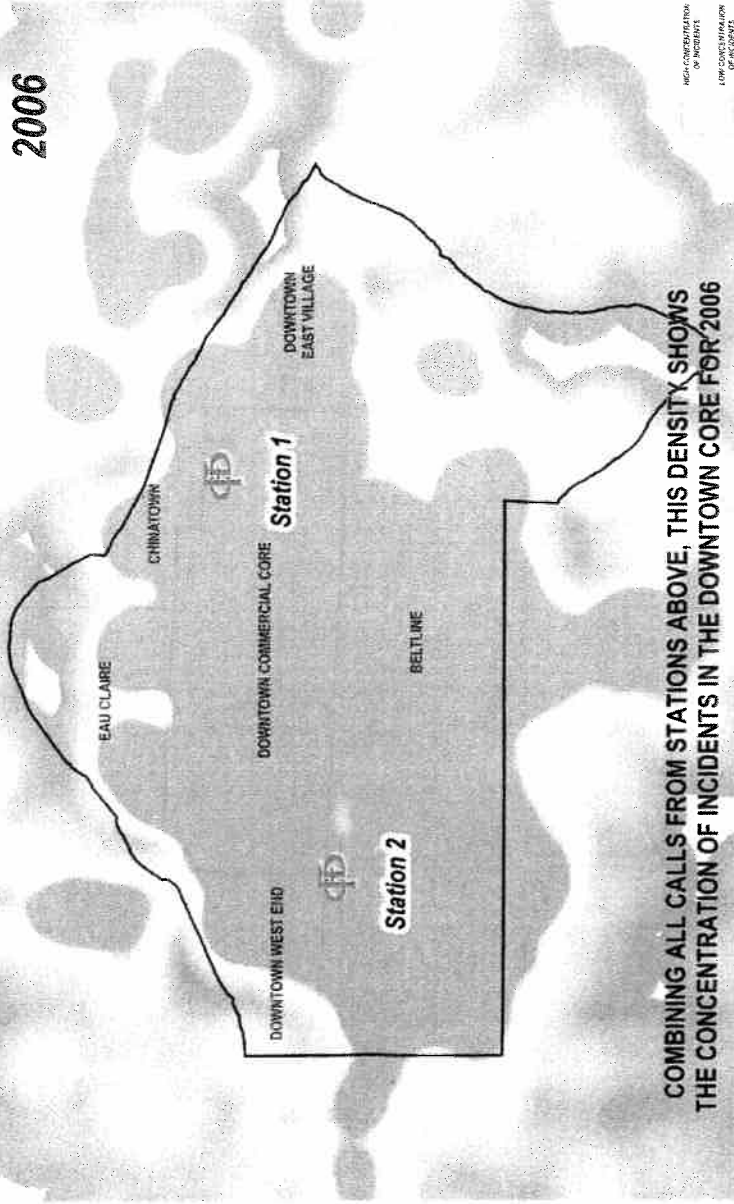 2006
EAU CLAIRE
CHINATOWN
DOWNTOWN WEST END
DOWNTOWN COMMERCIAL CORE
DOWNTOWN
EAST VILLAGE
Station 1
Station 2
BELTLINE
HIGH CONCENTRATION
OF INCIDENTS
LOW CONCENTRATION
OF INCIDENTS
COMBINING ALL CALLS FROM STATIONS ABOVE, THIS DENSITY SHOWS
THE CONCENTRATION OF INCIDENTS IN THE DOWNTOWN CORE FOR 2006